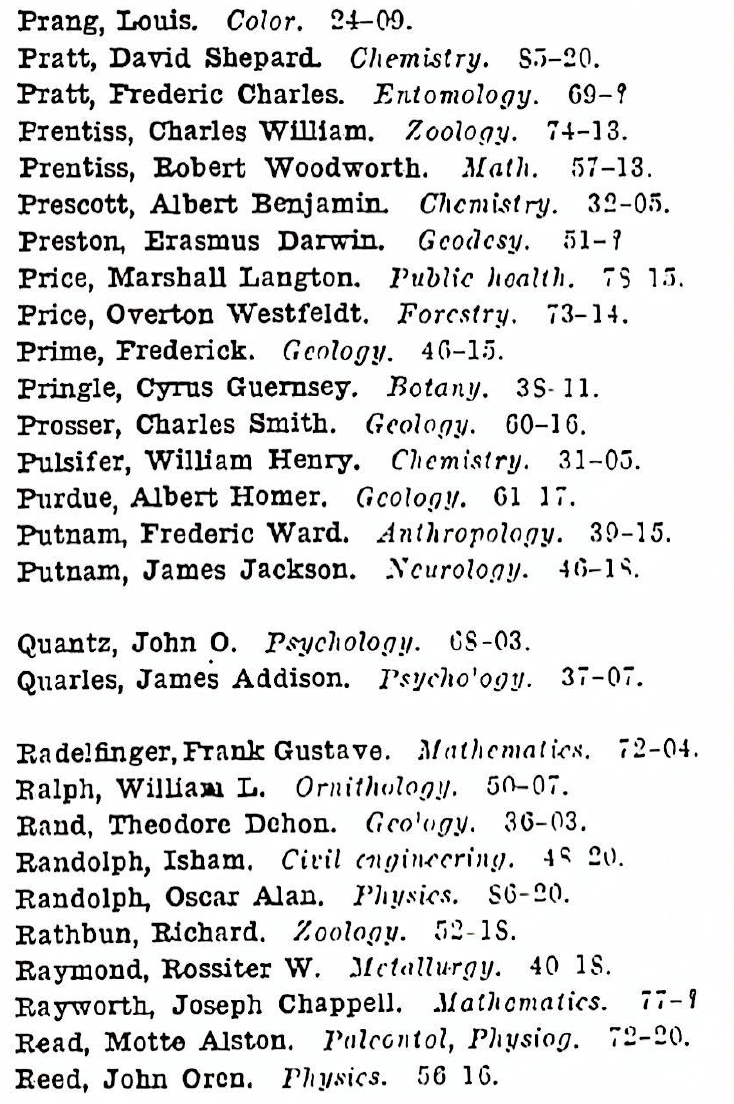 Prang, Louis. Color. 24–09.
Pratt, David Shepard. Chemistry. 85–20.
Pratt, Frederic Charles. Entomology. 69–?
Prentiss, Charles William. Zoology. 74–13.
Prentiss, Robert Woodworth. Math. 57–13.
Prescott, Albert Benjamin. Chemistry. 32–05.
Preston, Erasmus Darwin. Geodesy. 51–?
Price, Marshall Langton. Public health. 78 15.
Price, Overton Westfeldt. Forestry. 73–14.
Prime, Frederick. Geology. 46–15.
Pringle, Cyrus Guernsey. Botany. 38-11.
Prosser, Charles Smith. Geology. 60–16.
Pulsifer, William Henry. Chemistry. 31–05.
Purdue, Albert Homer. Geology. 61 17.
Putnam, Frederic Ward. Anthropology. 39–15.
Putnam, James Jackson. Neurology. 46–18.
Quantz, John O. Psychology. 68–03.
Quarles, James Addison. Psychology. 37–07.
Radelfinger, Frank Gustave. Mathematics. 72–04.
Ralph, William L. Ornithology. 50–07.
Rand, Theodore Dehon. Geology. 36–03.
Randolph, Isham. Civil engineering. 48 20.
Randolph, Oscar Alan. Physics. 86–20.
Rathbun, Richard. Zoology. 52–18.
Raymond, Rossiter W. Metallurgy. 40 18.
Rayworth, Joseph Chappell. Mathematics. 77–?
Read, Motte Alston. Paleontol, Physiog. 72–20.
Reed, John Oren. Physics. 56 16.